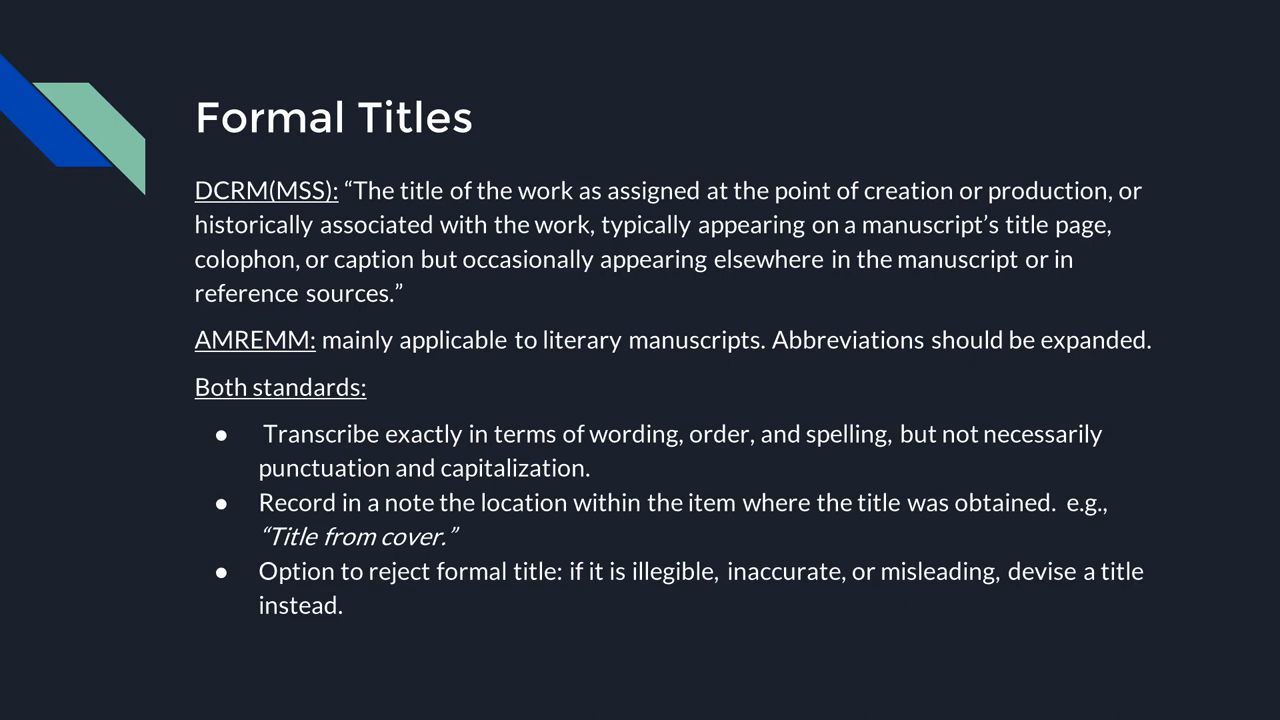 Formal Titles
DCRM(MSS): “The title of the work as assigned at the point of creation or production, or
historically associated with the work, typically appearing on a manuscript’s title page,
colophon, or caption but occasionally appearing elsewhere in the manuscript or in
reference sources.”
AMREMM: mainly applicable to literary manuscripts. Abbreviations should be expanded.
Both standards:
● Transcribe exactly in terms of wording, order, and spelling, but not necessarily
punctuation and capitalization.
● Record in a note the location within the item where the title was obtained. e.g.,
“Title from cover.”
● Option to reject formal title: if it is illegible, inaccurate, or misleading, devise a title
instead.